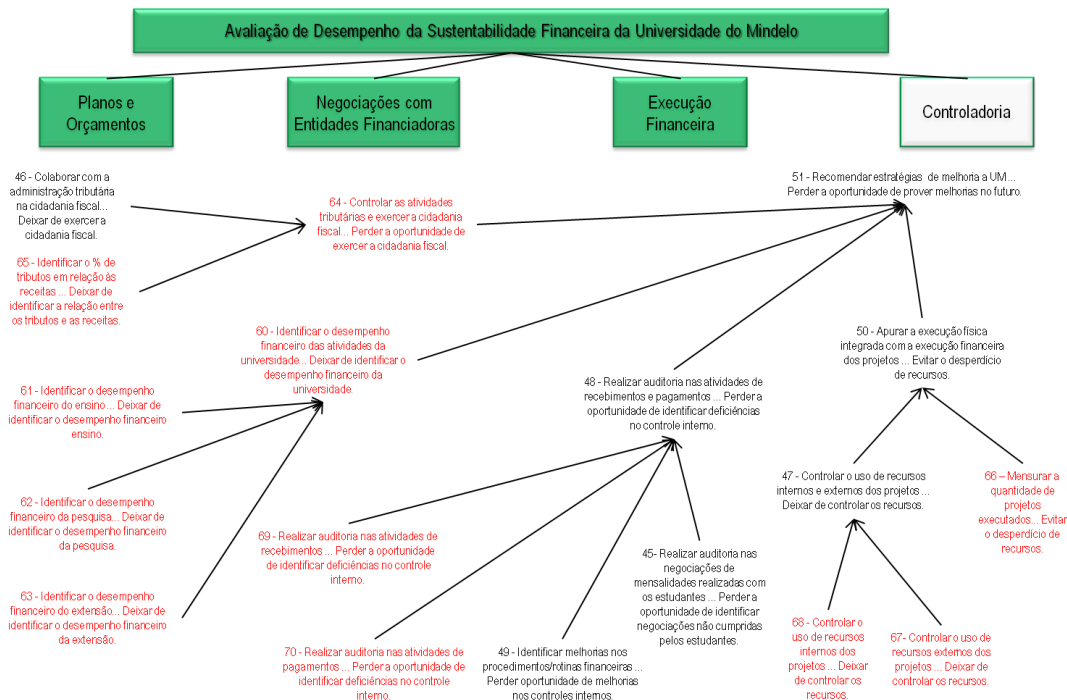 Avaliação de Desempenho da Sustentabilidade Financeira da Universidade do Mindelo
Planos e
Orçamentos
Negociações com
Entidades Financiadoras
Execução
Financeira
Controladoria
46 - Colaborar com a
administração tributária
na cidadania fiscal...
Deixar de exercer a
cidadania fiscal.
64 - Controlar as atividades
tributárias e exercer a cidadania
fiscal... Perder a oportunidade de
exercer a cidadania fiscal.
51 - Recomendar estratégias de melhoria a UM...
Perder a oportunidade de prover melhorias no futuro.
65 - Identificar o % de
tributos em relação às
receitas ... Deixar de
identificar a relação entre
os tributos e as receitas.
60 - Identificar o desempenho
financeiro das atividades da
universidade... Deixar de identificar o
desempenho financeiro da
universidade.
50 - Apurar a execução física
integrada com a execução financeira
dos projetos ... Evitar o desperdício
de recursos.
61 - Identificar o desempenho
financeiro do ensino... Deixar de
identificar o desempenho financeiro
ensino.
48 - Realizar auditoria nas atividades de
recebimentos e pagamentos ... Perder a
oportunidade de identificar deficiências
no controle interno.
62 - Identificar o desempenho
financeiro da pesquisa... Deixar de
identificar o desempenho financeiro
da pesquisa.
47 - Controlar o uso de recursos
internos e externos dos projetos ...
Deixar de controlar os recursos.
66 – Mensurar a
quantidade de
projetos
executados... Evitar
o desperdício de
recursos.
69 - Realizar auditoria nas atividades de
recebimentos ... Perder a oportunidade
de identificar deficiências no controle
interno.
45- Realizar auditoria nas
negociações de
mensalidades realizadas com
os estudantes ... Perder a
oportunidade de identificar
negociações não cumpridas
pelos estudantes.
63 - Identificar o desempenho
financeiro do extensão... Deixar de
identificar o desempenho financeiro
da extensão.
70 - Realizar auditoria nas atividades de
pagamentos ... Perder a oportunidade de
identificar deficiências no controle
interno.
49 - Identificar melhorias nos
procedimentos/rotinas financeiras ...
Perder oportunidade de melhorias
nos controles internos.
68 - Controlar o
uso de recursos
internos dos
projetos ... Deixar
de controlar os
recursos.
67- Controlar o uso de
recursos externos dos
projetos ... Deixar de
controlar os recursos.